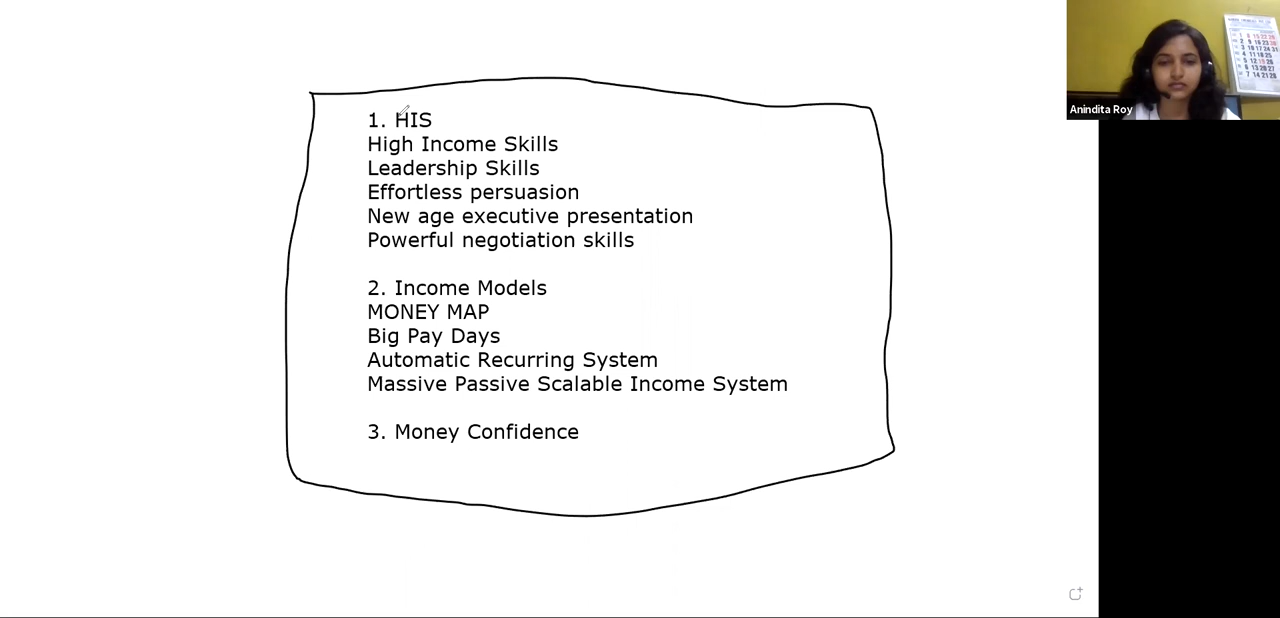 1. HIS
High Income Skills
Leadership Skills
Effortless persuasion
New age executive presentation
Powerful negotiation skills
2. Income Models
MONEY MAP
Big Pay Days
Automatic Recurring System
Massive Passive Scalable Income System
3. Money Confidence
Anindita Roy